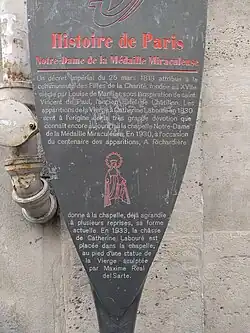 Histoire de Paris
Notre-Dame de la Médaille Miraculeuse
Un décret impérial du 25 mars 1813 attribue à la
communauté des Filles de la Charité, fondée au XVIIe
siècle par Louise de Marillac sous l'inspiration de saint
Vincent de Paul, l'ancien hôtel de Châtillon. Les
apparitions de la Vierge à Catherine Labouré en 1830
sont à l'origine de la très grande dévotion que
connaît encore aujourd'hui la chapelle Notre-Dame
de la Médaille Miraculeuse. En 1930, à l'occasion
du centenaire des apparitions, A. Téchardière
donne à la chapelle, déjà agrandie
à plusieurs reprises, sa forme
actuelle. En 1933, la châsse
de Catherine Labouré est
placée dans la chapelle,
au pied d'une statue de
la Vierge sculptée
par Maxime Real
del Sarte.